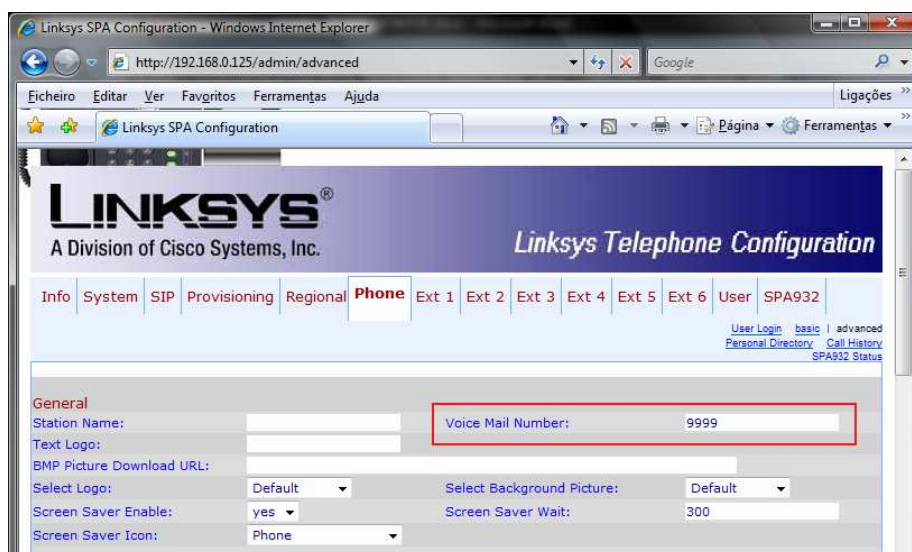 Linksys SPA Configuration - Windows Internet Explorer
http://192.168.0.125/admin/advanced
Google
Ficheiro Editar Ver Favoritos Ferramentas Ajuda
Ligações
Linksys SPA Configuration
Página Ferramentas
LINKSYS®
A Division of Cisco Systems, Inc.
Linksys Telephone Configuration
Info System SIP Provisioning Regional Phone Ext 1 Ext 2 Ext 3 Ext 4 Ext 5 Ext 6 User SPA932
User Login basic | advanced
Personal Directory Call History
SPA932 Status
General
Station Name: Voice Mail Number: 9999
Text Logo:
BMP Picture Download URL:
Select Logo: Default Select Background Picture: Default
Screen Saver Enable: yes Screen Saver Wait: 300
Screen Saver Icon: Phone